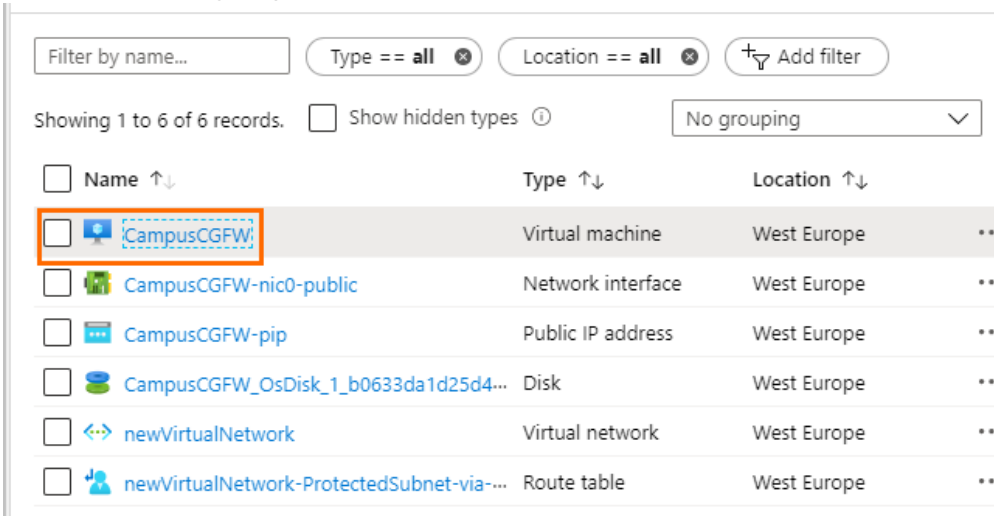 Filter by name...
Type == all
Location == all
Add filter
Showing 1 to 6 of 6 records.
Show hidden types
No grouping
Name ↑↓
Type ↑↓
Location ↑↓
CampusCGFW Virtual machine West Europe
CampusCGFW-nic0-public Network interface West Europe
CampusCGFW-pip Public IP address West Europe
CampusCGFW_OsDisk_1_b0633da1d25d4... Disk West Europe
newVirtualNetwork Virtual network West Europe
newVirtualNetwork-ProtectedSubnet-via-... Route table West Europe